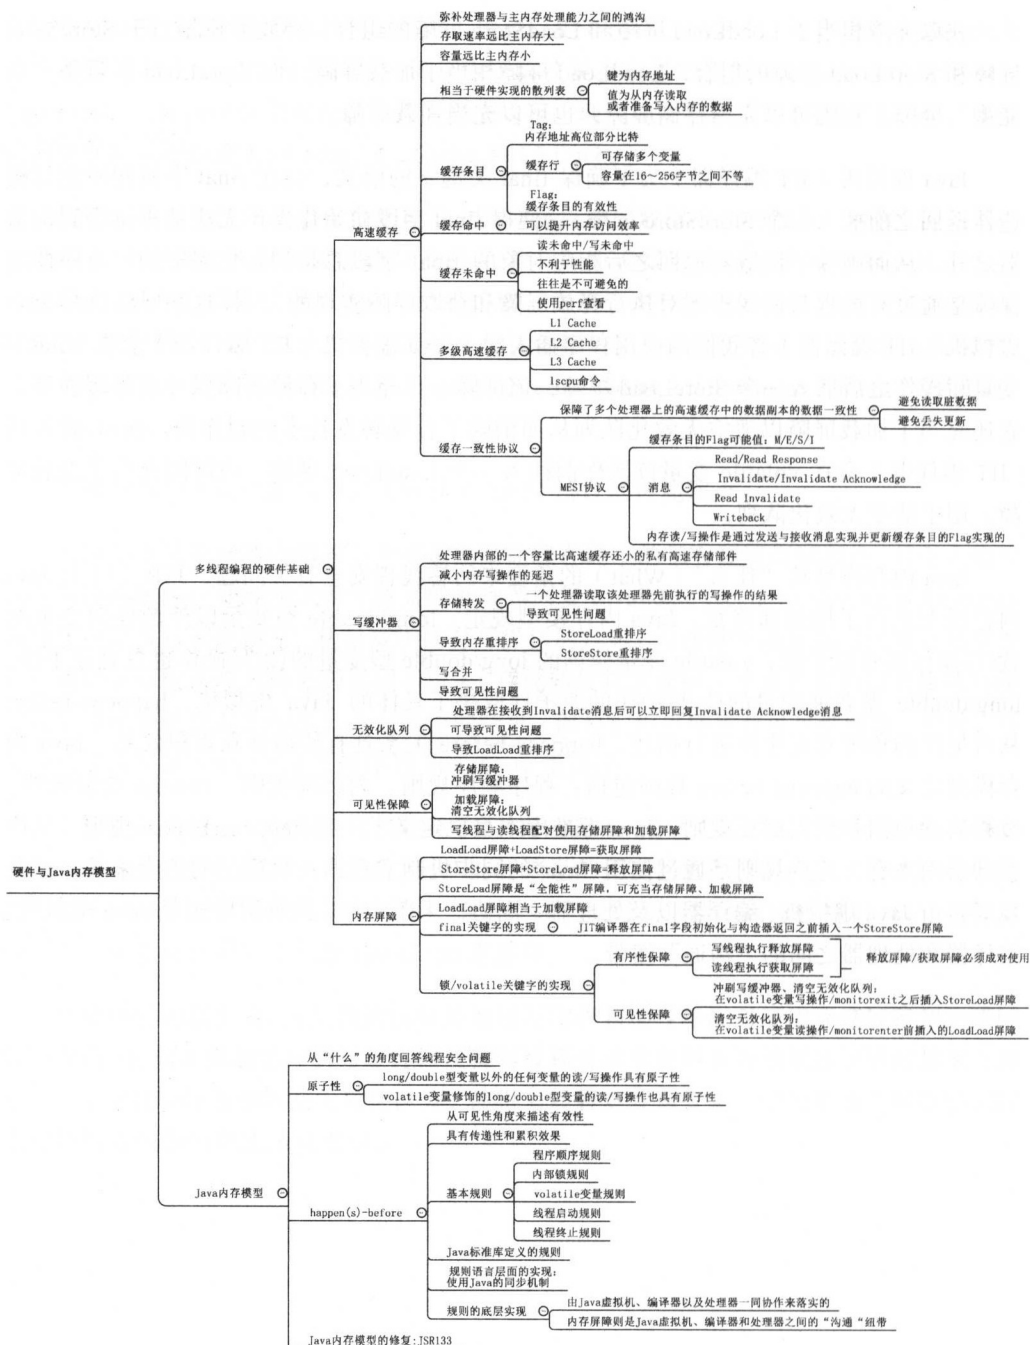 硬件与Java内存模型
多线程编程的硬件基础
高速缓存
弥补处理器与主内存处理能力之间的鸿沟
存取速率远比主内存大
容量远比主内存小
相当于硬件实现的散列表
键为内存地址
值为从内存读取
或者准备写入内存的数据
缓存条目
Tag:
内存地址高位部分比特
缓存行
可存储多个变量
容量在16～256字节之间不等
Flag:
缓存条目的有效性
缓存命中
可以提升内存访问效率
缓存未命中
读未命中/写未命中
不利于性能
往往是不可避免的
使用perf查看
多级高速缓存
L1 Cache
L2 Cache
L3 Cache
lscpu命令
缓存一致性协议
保障了多个处理器上的高速缓存中的数据副本的数据一致性
避免读取脏数据
避免丢失更新
MESI协议
缓存条目的Flag可能值: M/E/S/I
消息
Read/Read Response
Invalidate/Invalidate Acknowledge
Read Invalidate
Writeback
内存读/写操作是通过发送与接收消息实现并更新缓存条目的Flag实现的
写缓冲器
处理器内部的一个容量比高速缓存还小的私有高速存储部件
减小内存写操作的延迟
存储转发
一个处理器读取该处理器先前执行的写操作的结果
导致可见性问题
导致内存重排序
StoreLoad重排序
StoreStore重排序
写合并
导致可见性问题
无效化队列
处理器在接收到Invalidate消息后可以立即回复Invalidate Acknowledge消息
可导致可见性问题
导致LoadLoad重排序
可见性保障
存储屏障:
冲刷写缓冲器
加载屏障:
清空无效化队列
写线程与读线程配对使用存储屏障和加载屏障
内存屏障
LoadLoad屏障+LoadStore屏障=获取屏障
StoreStore屏障+StoreLoad屏障=释放屏障
StoreLoad屏障是“全能性”屏障，可充当存储屏障、加载屏障
LoadLoad屏障相当于加载屏障
final关键字的实现
JIT编译器在final字段初始化与构造器返回之前插入一个StoreStore屏障
锁/volatile关键字的实现
有序性保障
写线程执行释放屏障
读线程执行获取屏障
释放屏障/获取屏障必须成对使用
可见性保障
冲刷写缓冲器、清空无效化队列:
在volatile变量写操作/monitorexit之后插入StoreLoad屏障
清空无效化队列:
在volatile变量读操作/monitorenter前插入的LoadLoad屏障
Java内存模型
从“什么”的角度回答线程安全问题
原子性
long/double型变量以外的任何变量的读/写操作具有原子性
volatile变量修饰的long/double型变量的读/写操作也具有原子性
happen(s)-before
从可见性角度来描述有效性
具有传递性和累积效果
基本规则
程序顺序规则
内部锁规则
volatile变量规则
线程启动规则
线程终止规则
Java标准库定义的规则
规则语言层面的实现:
使用Java的同步机制
规则的底层实现
由Java虚拟机、编译器以及处理器一同协作来落实的
内存屏障则是Java虚拟机、编译器和处理器之间的“沟通“纽带
Java内存模型的修复:JSR133